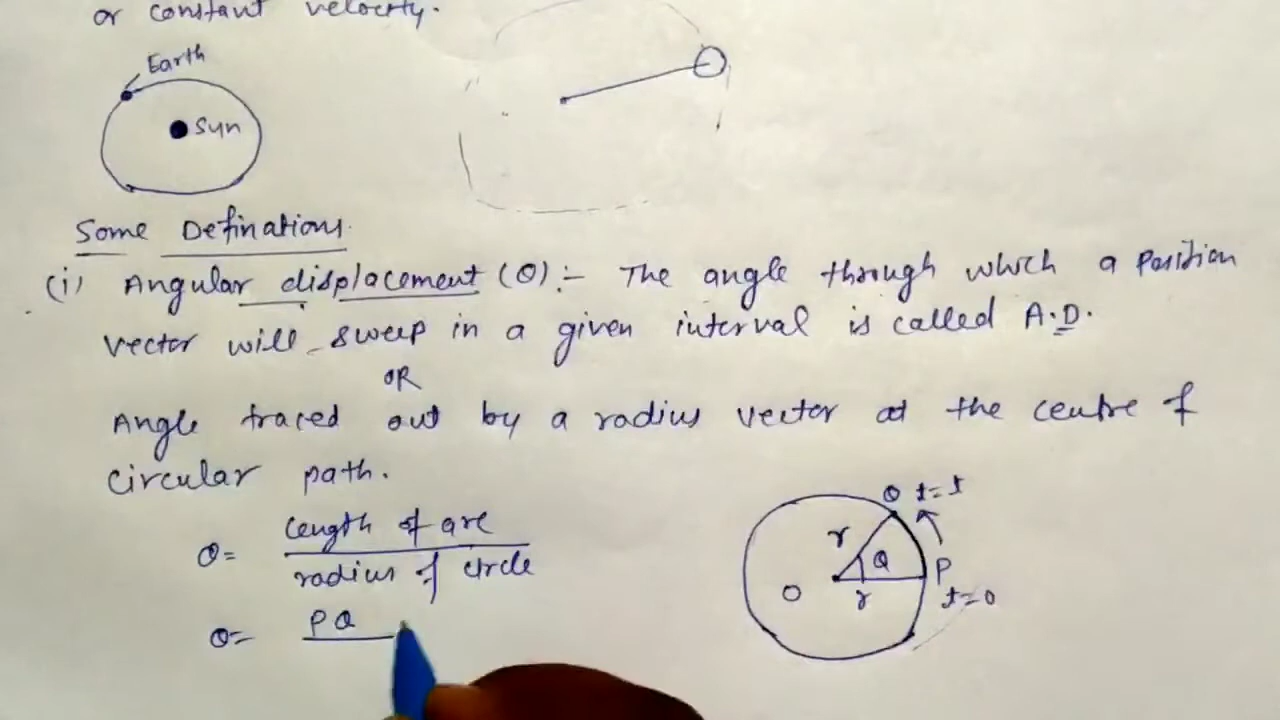 or constant velocity.
Earth
Sun
Some Definations.
(i) Angular displacement (θ) :- The angle through which a Position
vector will sweep in a given interval is called A.D.
OR
Angle traced out by a radius vector at the centre of
circular path.
θ = length of arc
radius of circle
θ = PQ
Q t=t
r
θ
P
O
r
t=0